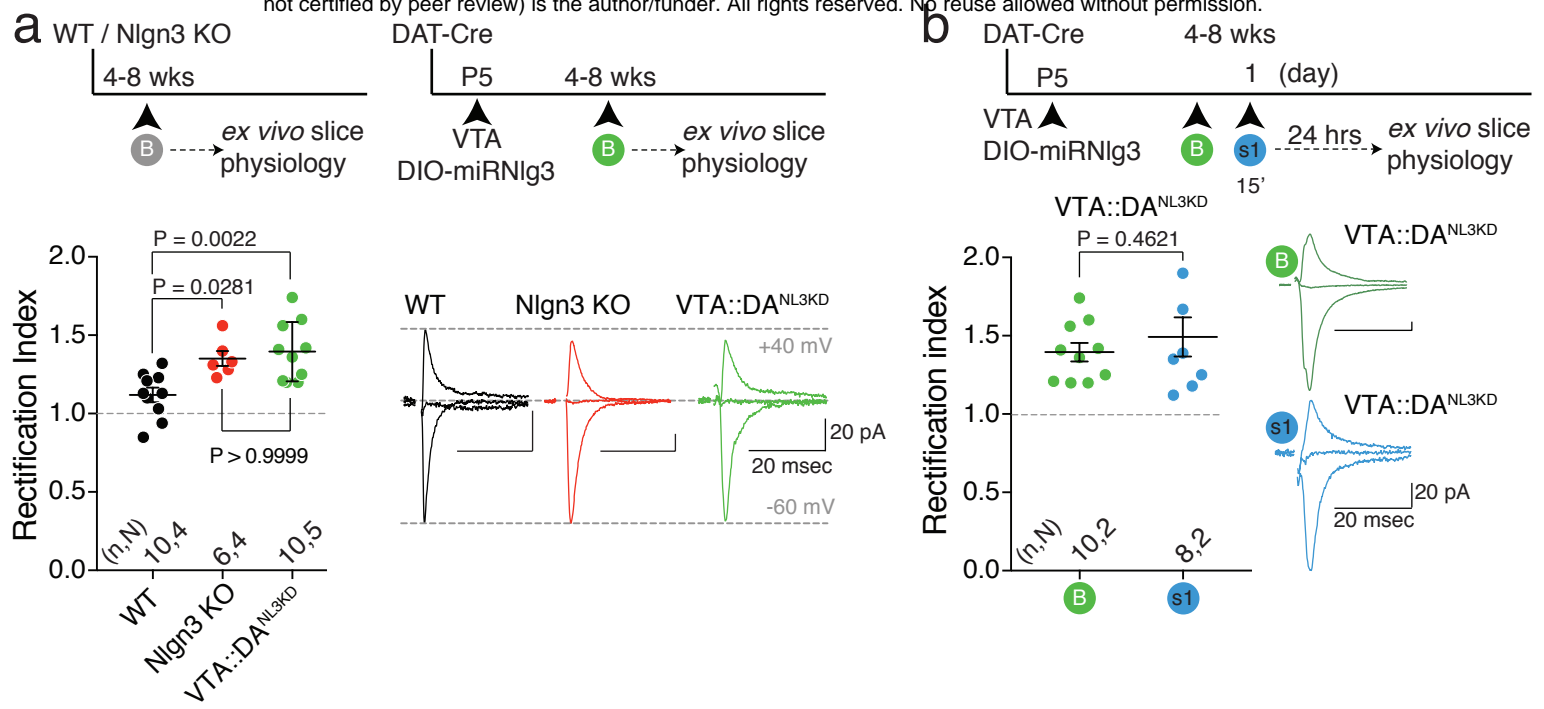 not certified by peer review) is the author/funder. All rights reserved. No reuse allowed without permission.
a
WT / Nlgn3 KO
4-8 wks
B
ex vivo slice
physiology
DAT-Cre
P5
4-8 wks
VTA
DIO-miRNlg3
B
ex vivo slice
physiology
Rectification Index
2.0
1.5
1.0
0.5
0.0
P = 0.0022
P = 0.0281
P > 0.9999
(n,N)
10,4
6,4
10,5
WT
Nlgn3 KO
VTA::DA^NL3KD
WT
Nlgn3 KO
VTA::DA^NL3KD
+40 mV
20 pA
20 msec
-60 mV
b
DAT-Cre
4-8 wks
P5
1 (day)
VTA
DIO-miRNlg3
B
s1
15’
24 hrs
ex vivo slice
physiology
VTA::DA^NL3KD
P = 0.4621
Rectification index
2.0
1.5
1.0
0.5
0.0
(n,N)
10,2
8,2
B
s1
B
VTA::DA^NL3KD
s1
VTA::DA^NL3KD
20 pA
20 msec